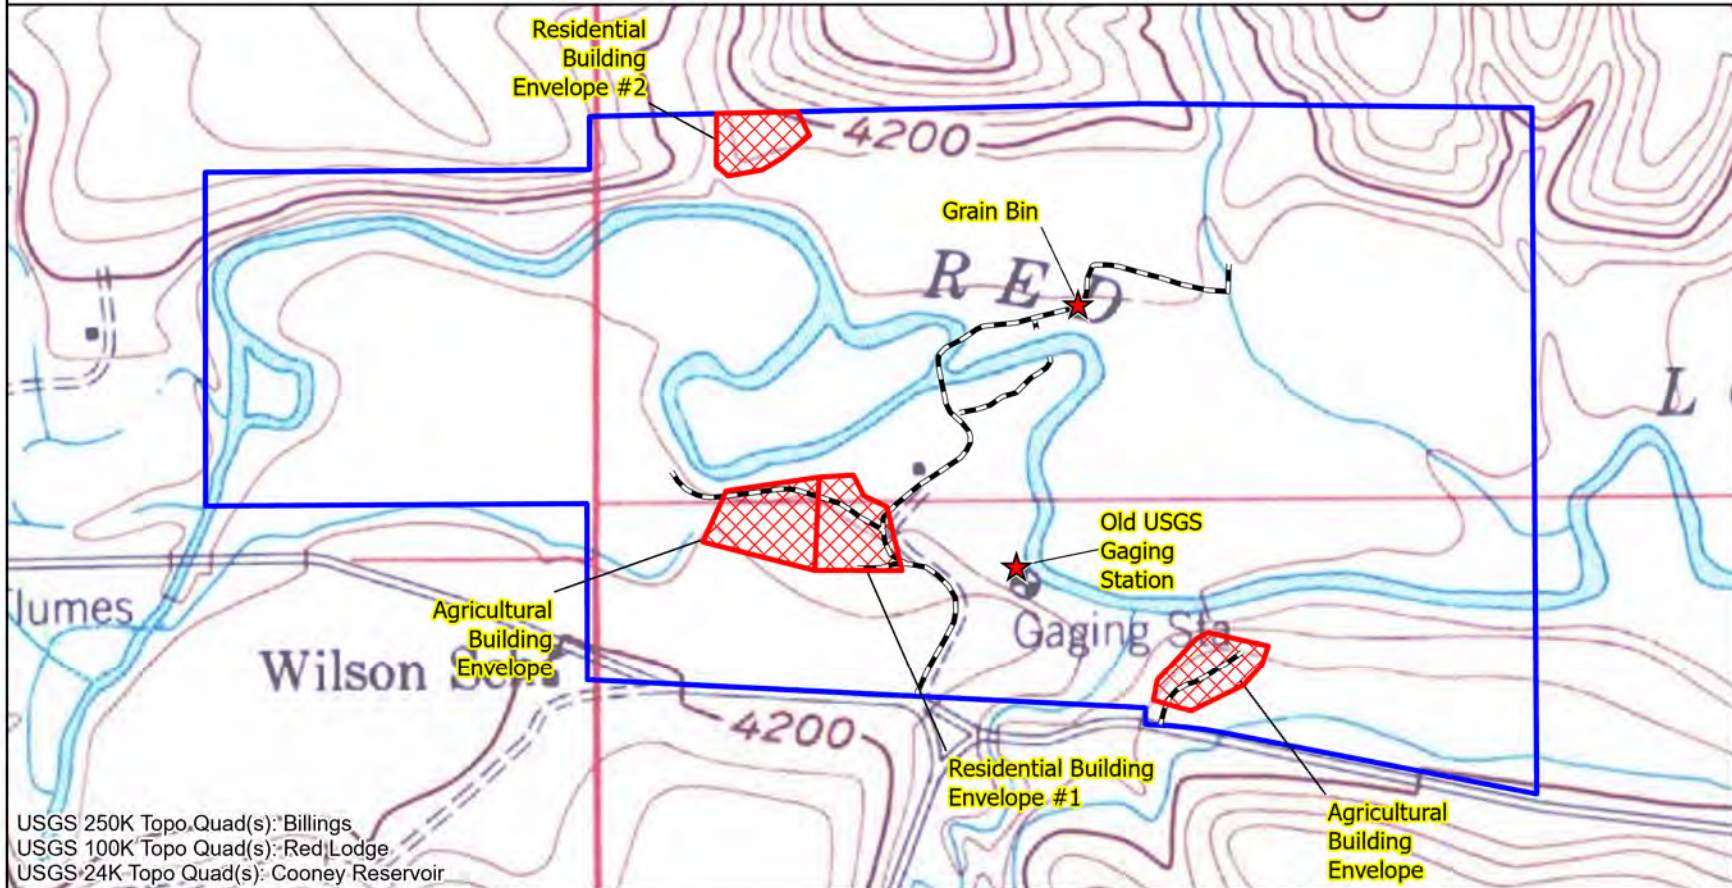 Residential
Building
Envelope #2
4200
Grain Bin
RED
L
Old USGS
Gaging
Station
Agricultural
Building
Envelope
lumes
Wilson
Gaging Sta
4200
Residential Building
Envelope #1
Agricultural
Building
Envelope
USGS 250K Topo Quad(s): Billings
USGS 100K Topo Quad(s): Red Lodge
USGS 24K Topo Quad(s): Cooney Reservoir